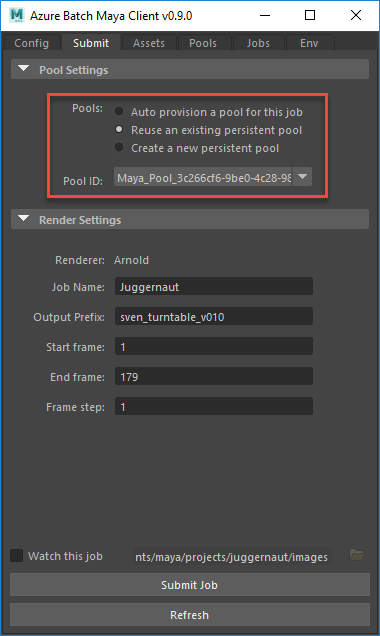 M Azure Batch Maya Client v0.9.0
Config Submit Assets Pools Jobs Env
Pool Settings
Pools: Auto provision a pool for this job
Reuse an existing persistent pool
Create a new persistent pool
Pool ID: Maya_Pool_3c266cf6-9be0-4c28-98
Render Settings
Renderer: Arnold
Job Name: Juggernaut
Output Prefix: sven_turntable_v010
Start frame: 1
End frame: 179
Frame step: 1
Watch this job nts/maya/projects/juggernaut/images
Submit Job
Refresh